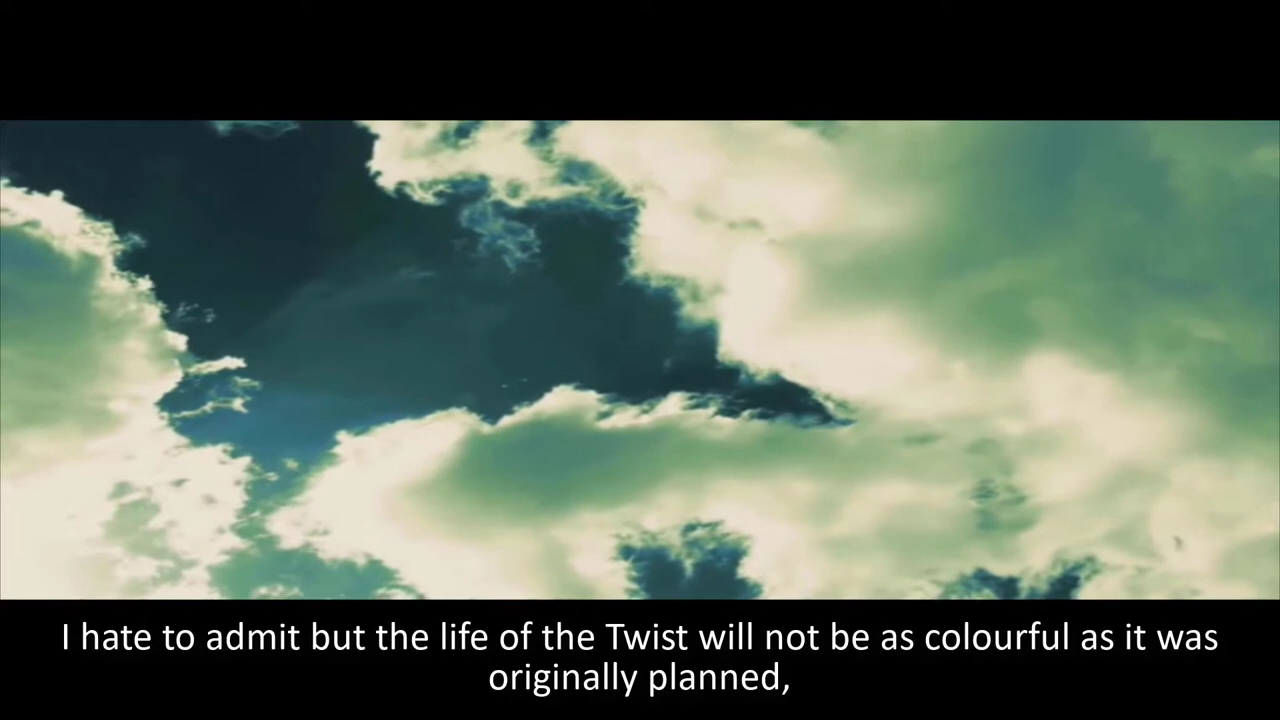 I hate to admit but the life of the Twist will not be as colourful as it was
originally planned,